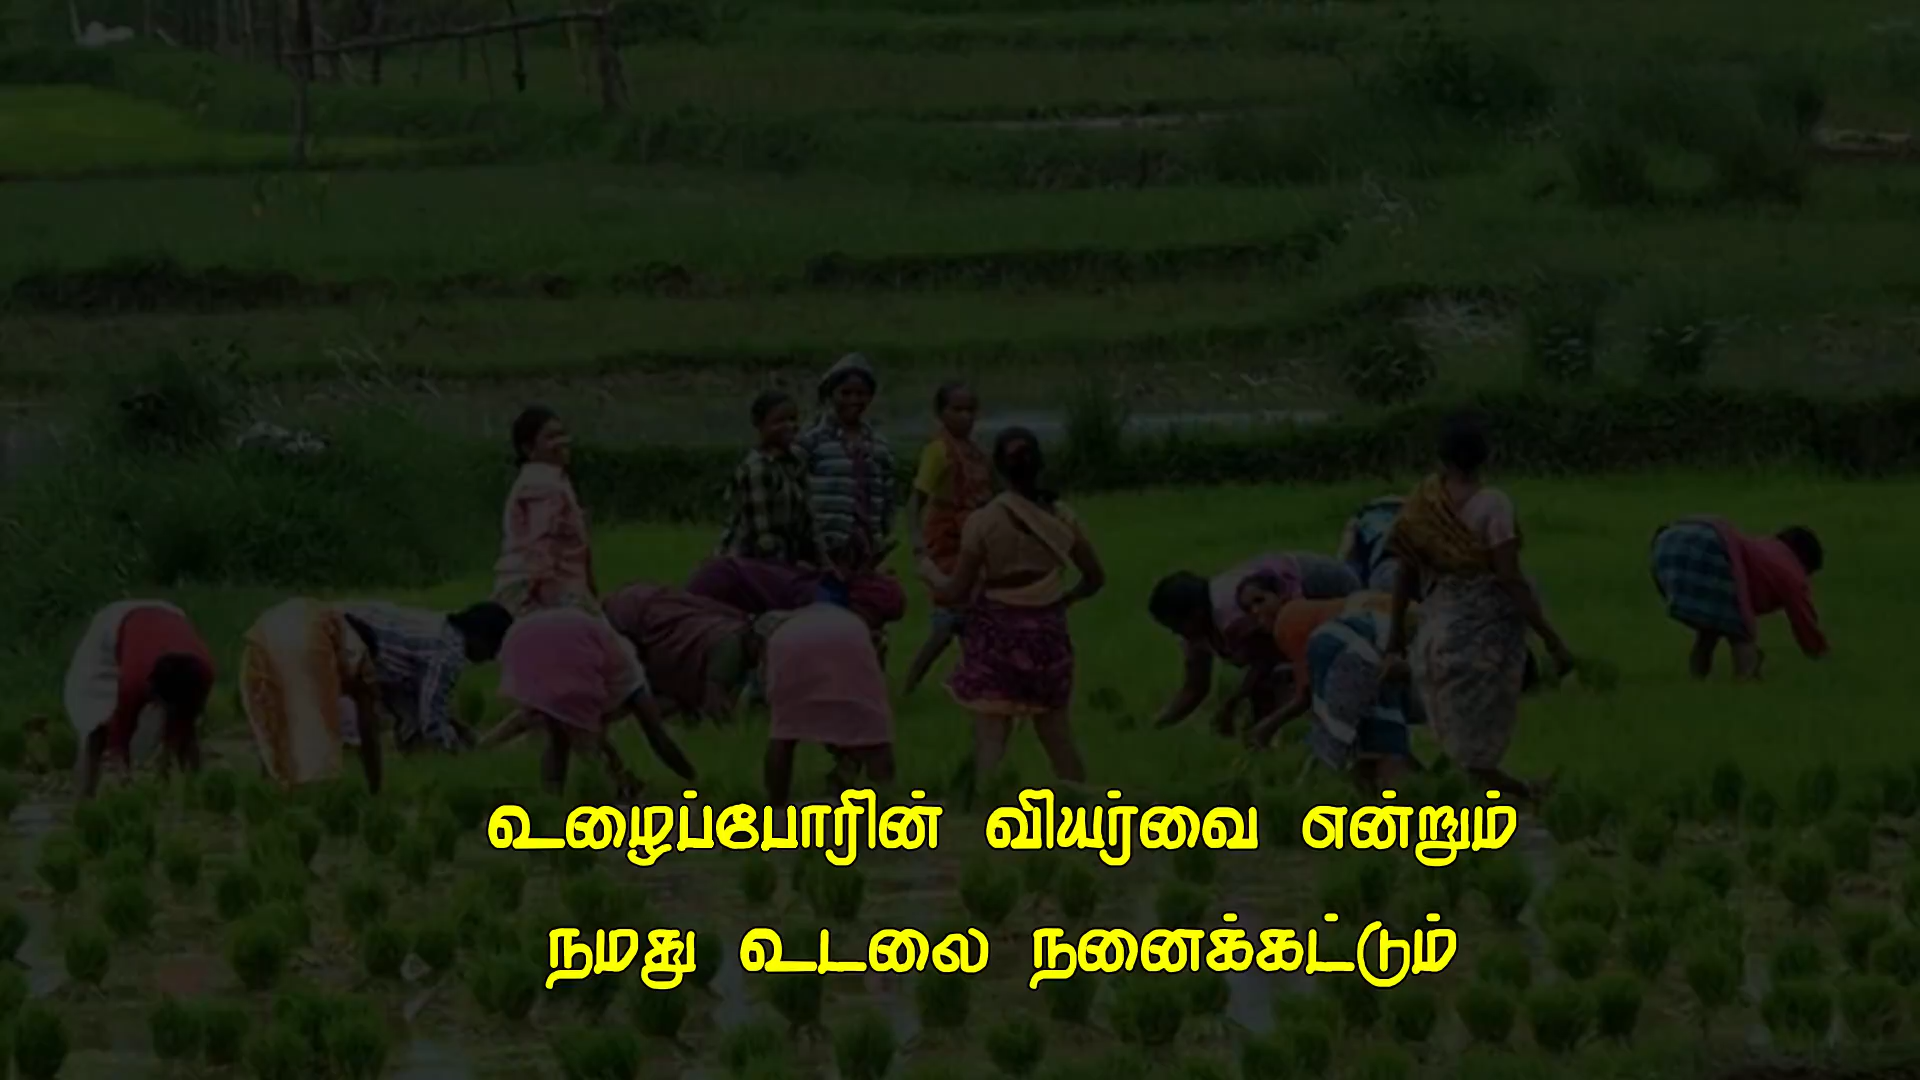 உழைப்போரின் வியர்வை என்றும்
நமது உடலை நனைக்கட்டும்